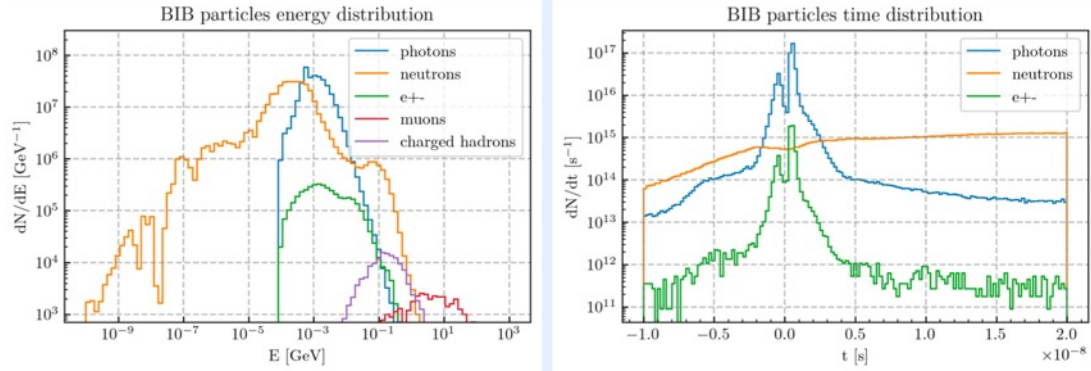 BIB particles energy distribution
dN/dE [GeV⁻¹]
10⁸
10⁷
10⁶
10⁵
10⁴
10³
photons
neutrons
e+-
muons
charged hadrons
10⁻⁹ 10⁻⁷ 10⁻⁵ 10⁻³ 10⁻¹ 10¹ 10³
E [GeV]
BIB particles time distribution
dN/dt [s⁻¹]
10¹⁷
10¹⁶
10¹⁵
10¹⁴
10¹³
10¹²
10¹¹
photons
neutrons
e+-
−1.0 −0.5 0.0 0.5 1.0 1.5 2.0
×10⁻⁸
t [s]